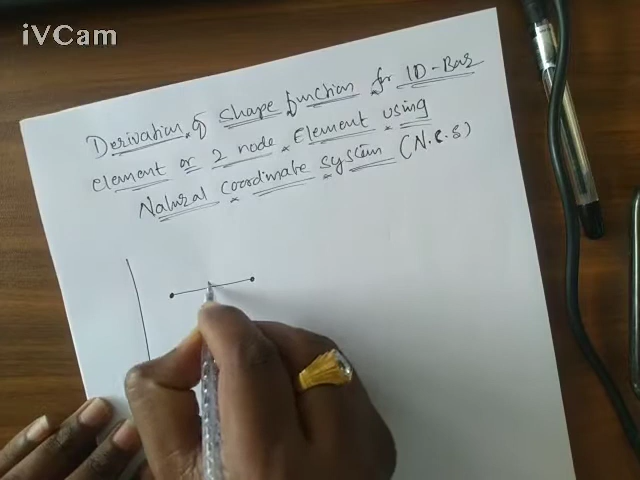 iVCam
Derivation of Shape function for 1D-Bar
element or 2 node Element using
Natural coordinate system (N.C.S)